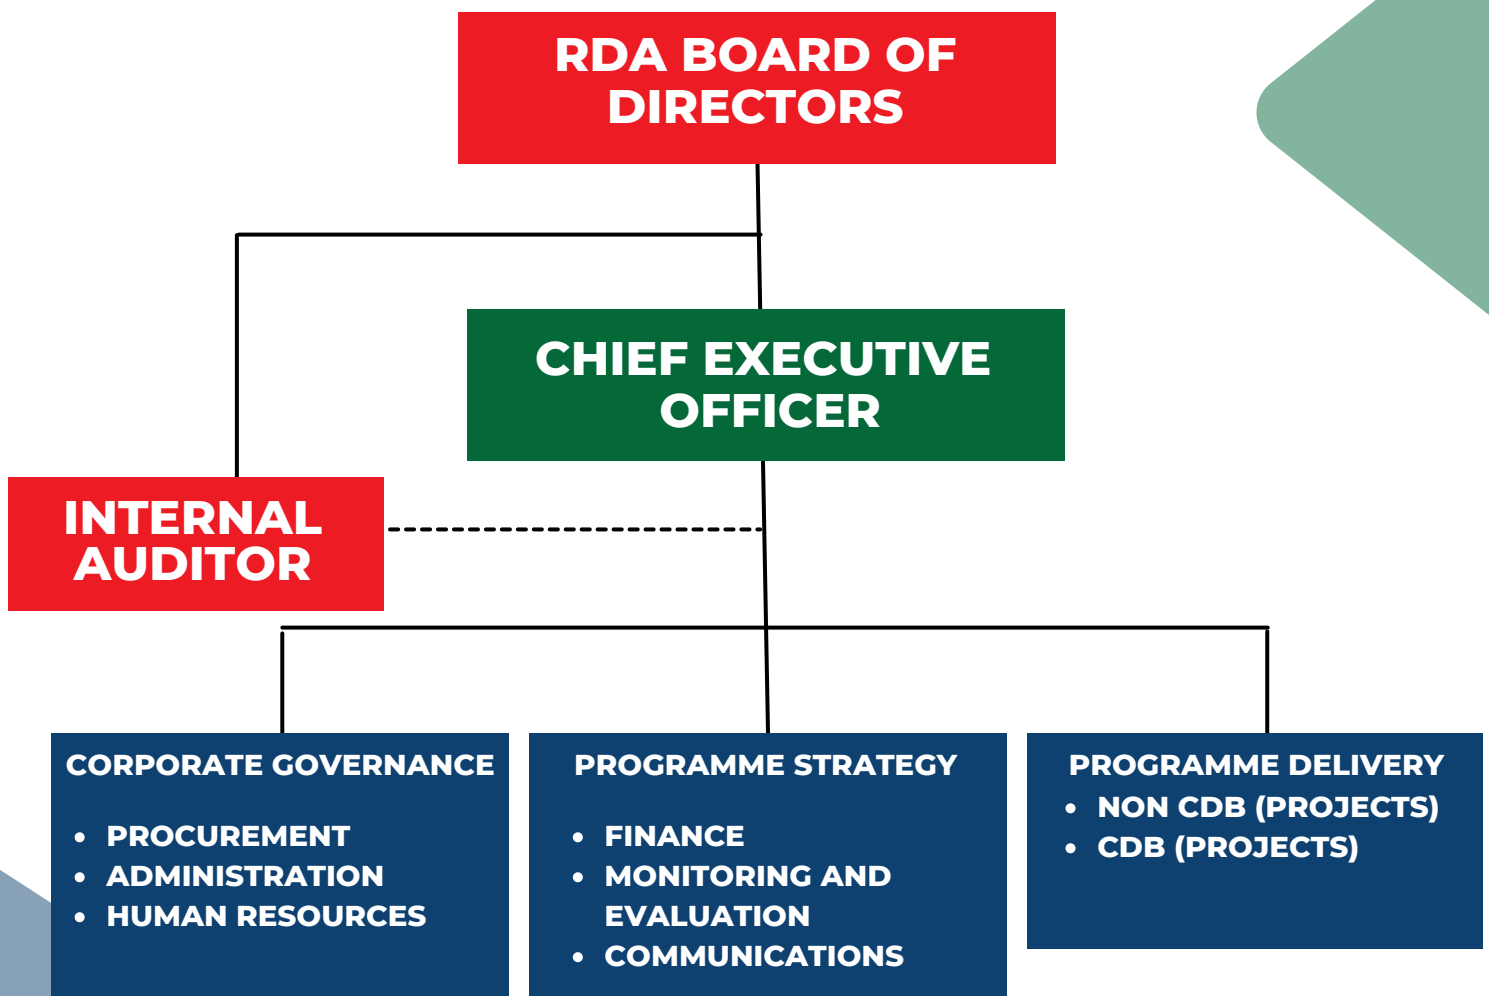 RDA BOARD OF
DIRECTORS
CHIEF EXECUTIVE
OFFICER
INTERNAL
AUDITOR
CORPORATE GOVERNANCE
• PROCUREMENT
• ADMINISTRATION
• HUMAN RESOURCES
PROGRAMME STRATEGY
• FINANCE
• MONITORING AND
EVALUATION
• COMMUNICATIONS
PROGRAMME DELIVERY
• NON CDB (PROJECTS)
• CDB (PROJECTS)